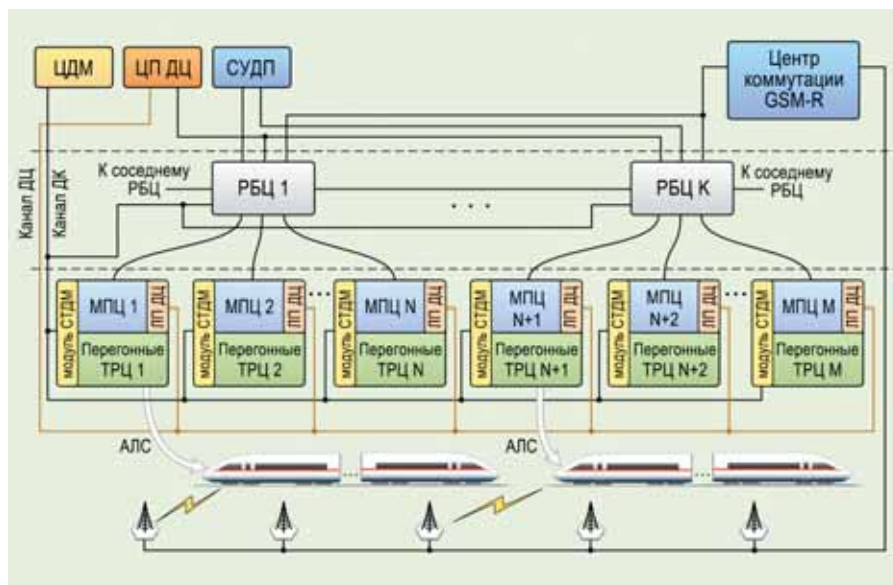 ЦДМ
ЦП ДЦ
СУДП
Центр
коммутации
GSM-R
К соседнему
РБЦ
РБЦ 1
. . .
РБЦ K
К соседнему
РБЦ
Канал ДЦ
Канал ДК
модуль СТДМ
МПЦ 1
ЛП ДЦ
Перегонные
ТРЦ 1
модуль СТДМ
МПЦ 2
ЛП ДЦ
Перегонные
ТРЦ 2
...
модуль СТДМ
МПЦ N
ЛП ДЦ
Перегонные
ТРЦ N
модуль СТДМ
МПЦ
N+1
ЛП ДЦ
Перегонные
ТРЦ N+1
модуль СТДМ
МПЦ
N+2
ЛП ДЦ
Перегонные
ТРЦ N+2
...
модуль СТДМ
МПЦ M
ЛП ДЦ
Перегонные
ТРЦ M
АЛС
АЛС
...
...